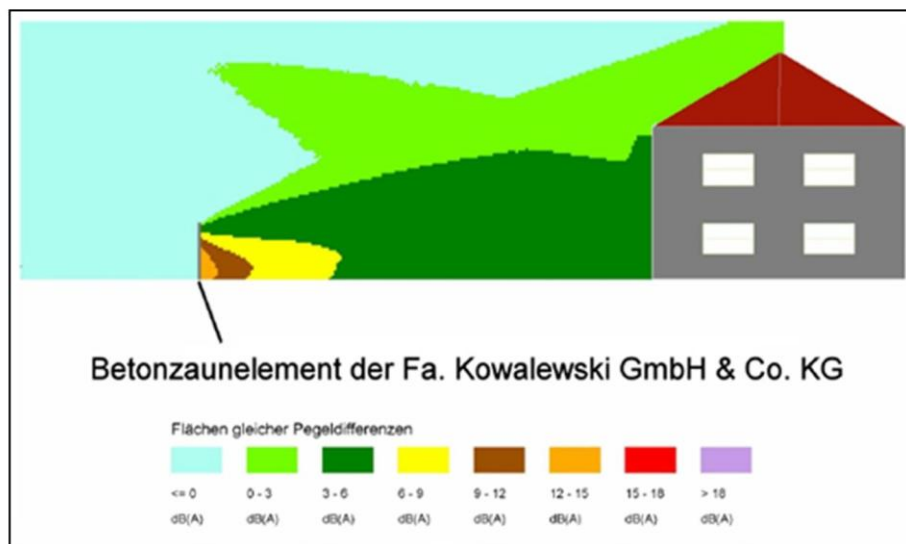 Betonzaunelement der Fa. Kowalewski GmbH & Co. KG
Flächen gleicher Pegeldifferenzen
<= 0 0 - 3 3 - 6 6 - 9 9 - 12 12 - 15 15 - 18 > 18
dB(A) dB(A) dB(A) dB(A) dB(A) dB(A) dB(A) dB(A)